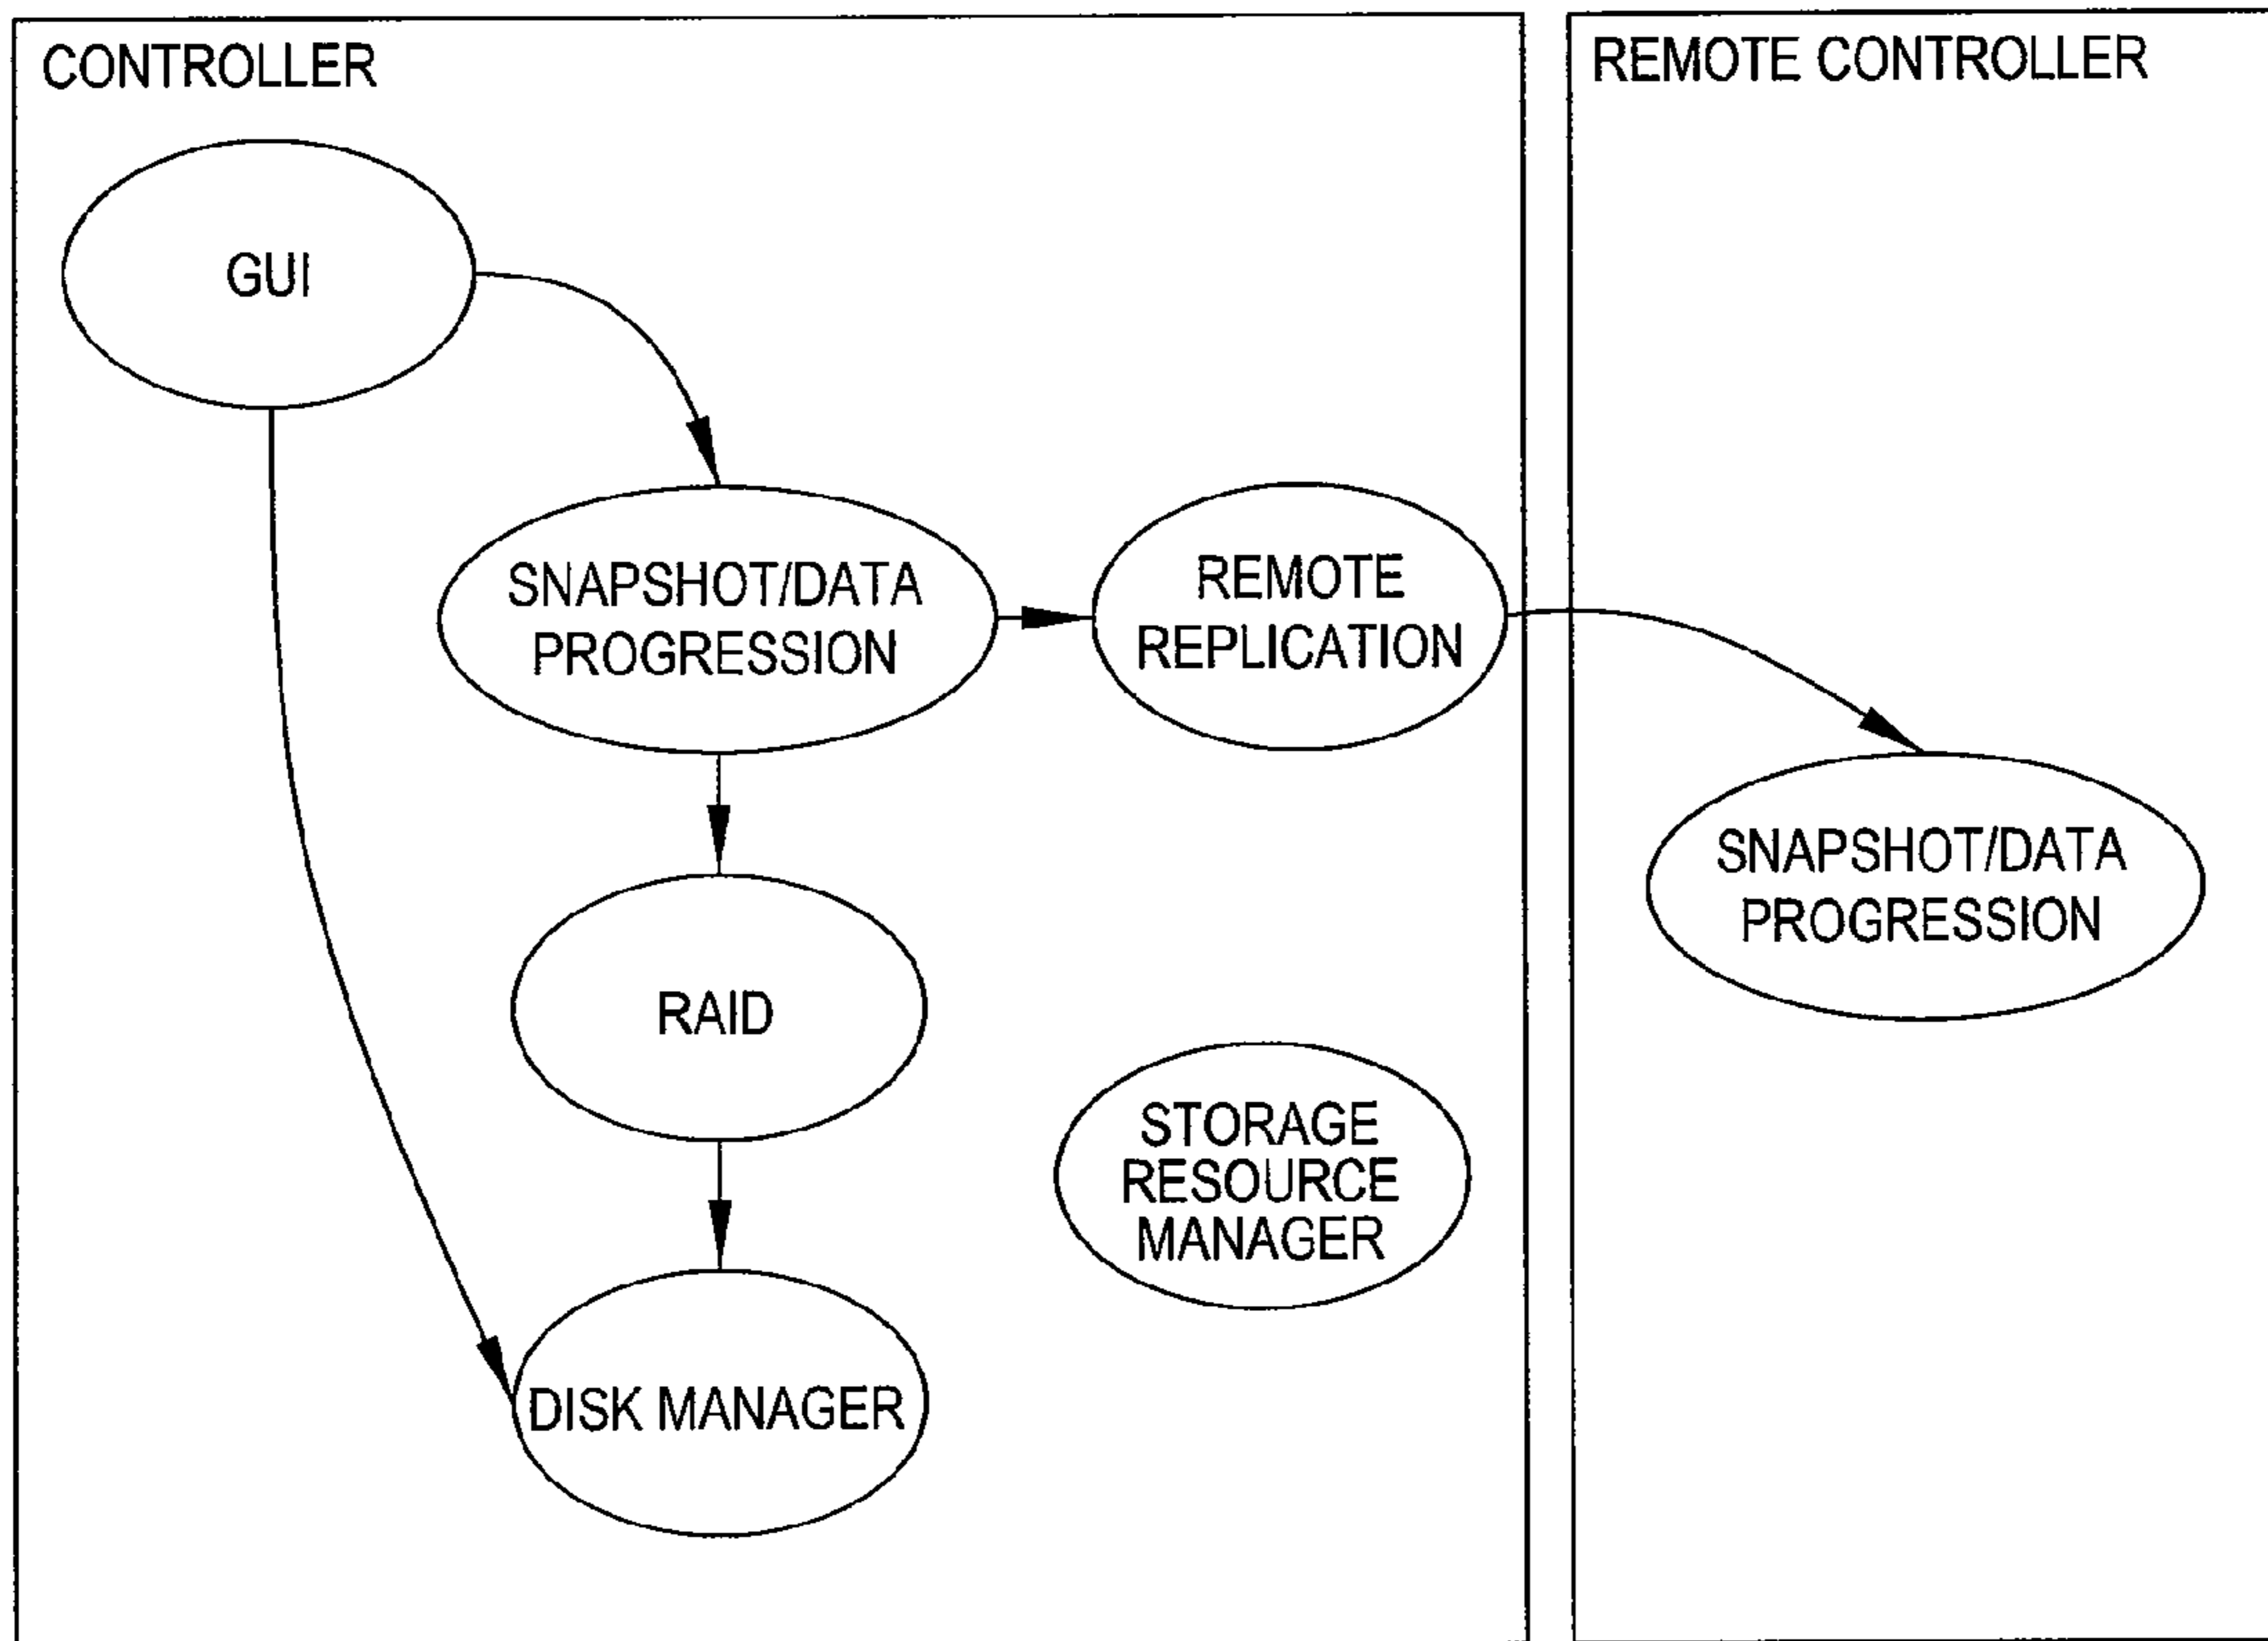 CONTROLLER
REMOTE CONTROLLER
GUI
SNAPSHOT/DATA
PROGRESSION
REMOTE
REPLICATION
SNAPSHOT/DATA
PROGRESSION
RAID
STORAGE
RESOURCE
MANAGER
DISK MANAGER